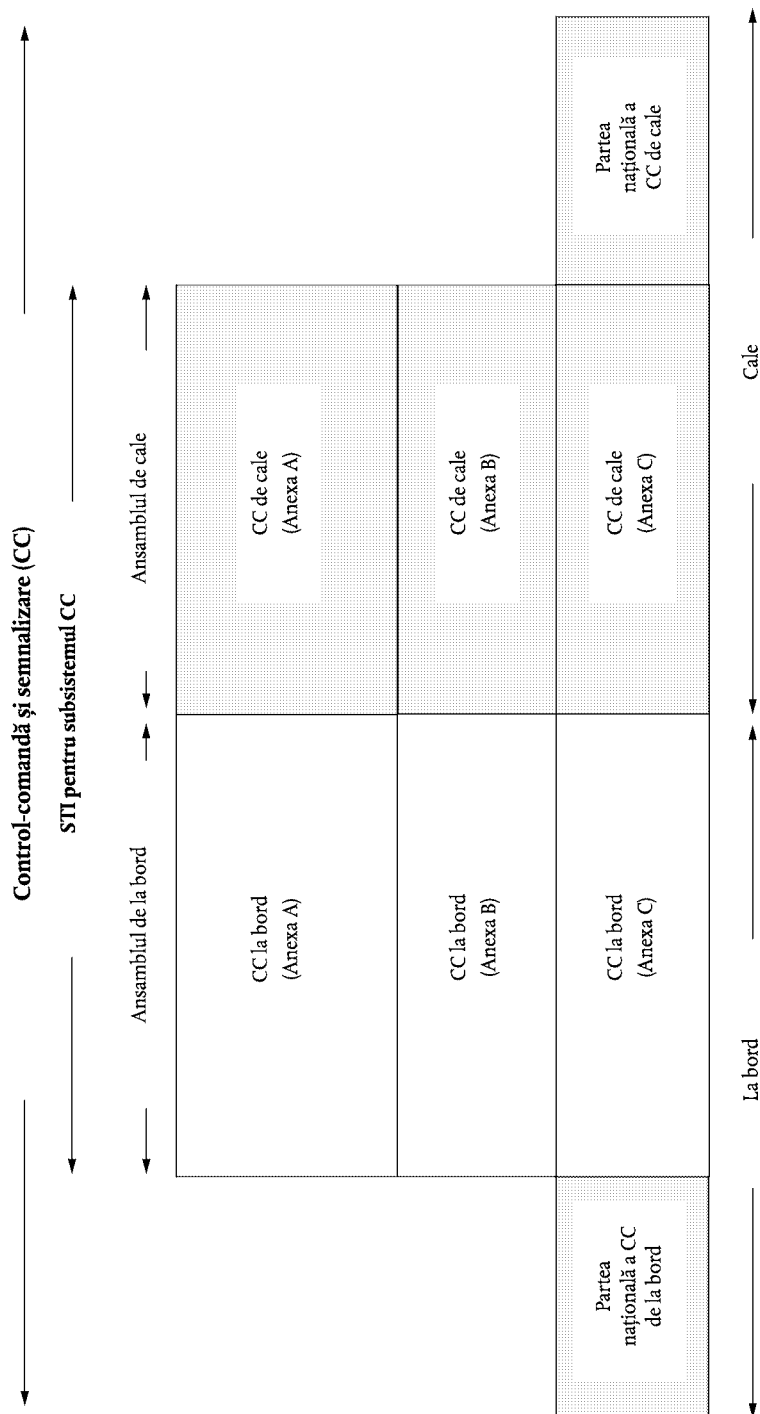 Control-comandă și semnalizare (CC)
STI pentru subsistemul CC
Ansamblul de la bord
Ansamblul de cale
CC la bord
(Anexa A)
CC de cale
(Anexa A)
CC la bord
(Anexa B)
CC de cale
(Anexa B)
Partea
națională a CC
de la bord
CC la bord
(Anexa C)
CC de cale
(Anexa C)
Partea
națională a
CC de cale
La bord
Cale